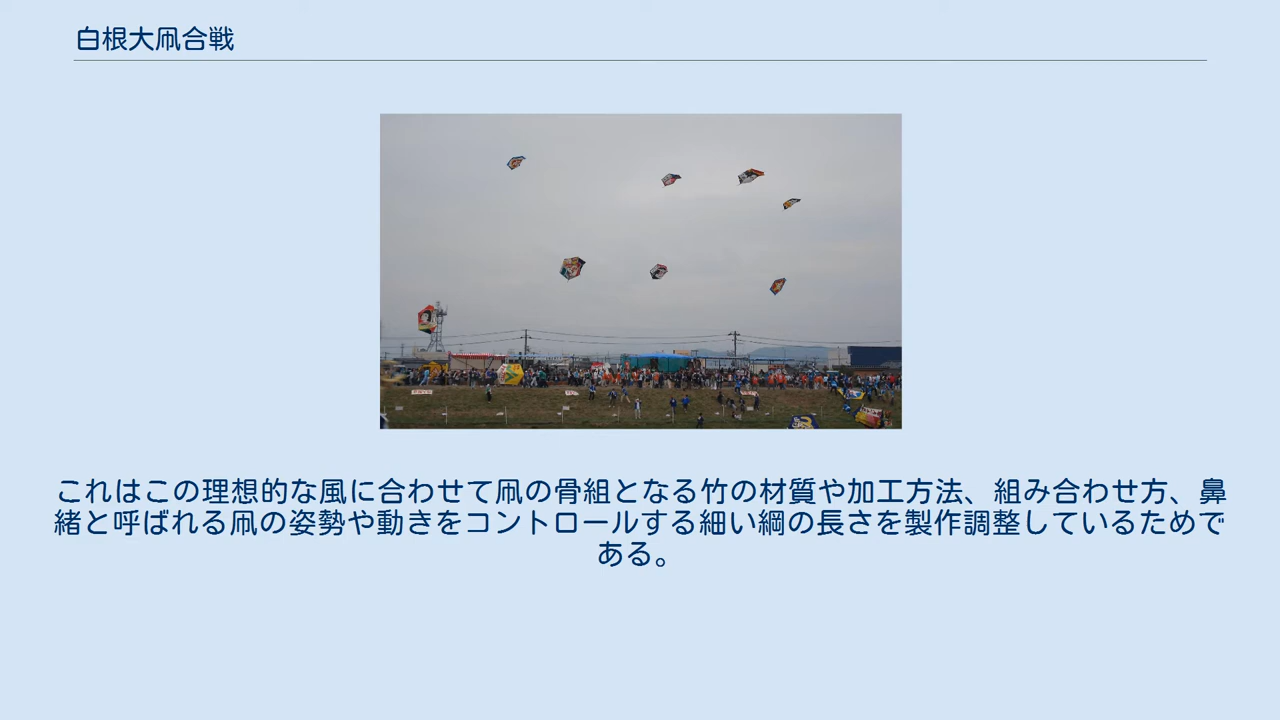 白根大凧合戦
これはこの理想的な風に合わせて凧の骨組となる竹の材質や加工方法、組み合わせ方、鼻
緒と呼ばれる凧の姿勢や動きをコントロールする細い綱の長さを製作調整しているためで
ある。